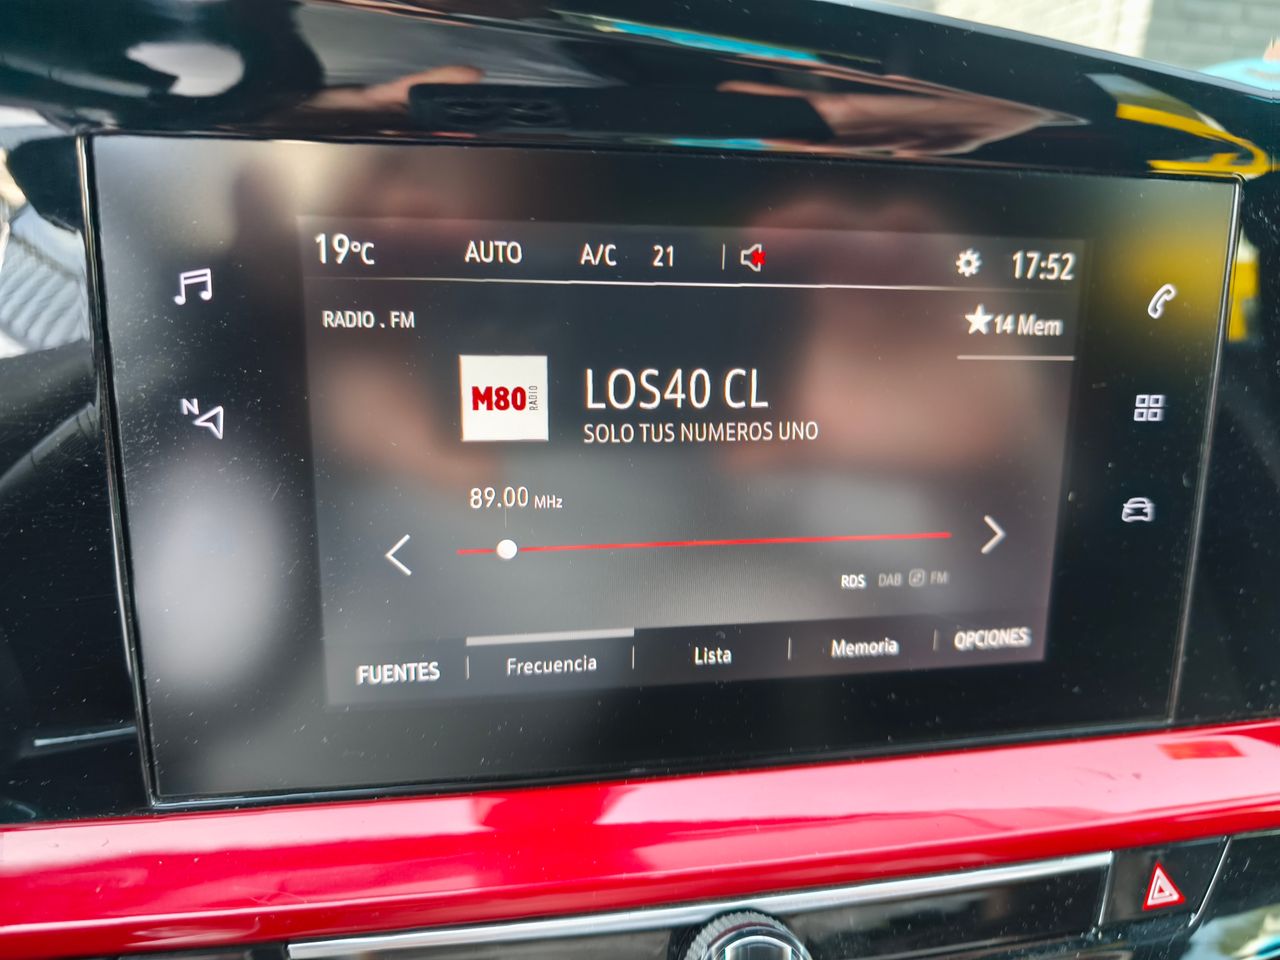 19°C AUTO A/C 21 17:52
RADIO . FM
14 Mem
M80 RADIO
LOS40 CL
SOLO TUS NUMEROS UNO
89.00 MHz
RDS DAB FM
FUENTES Frecuencia Lista Memoria OPCIONES
N